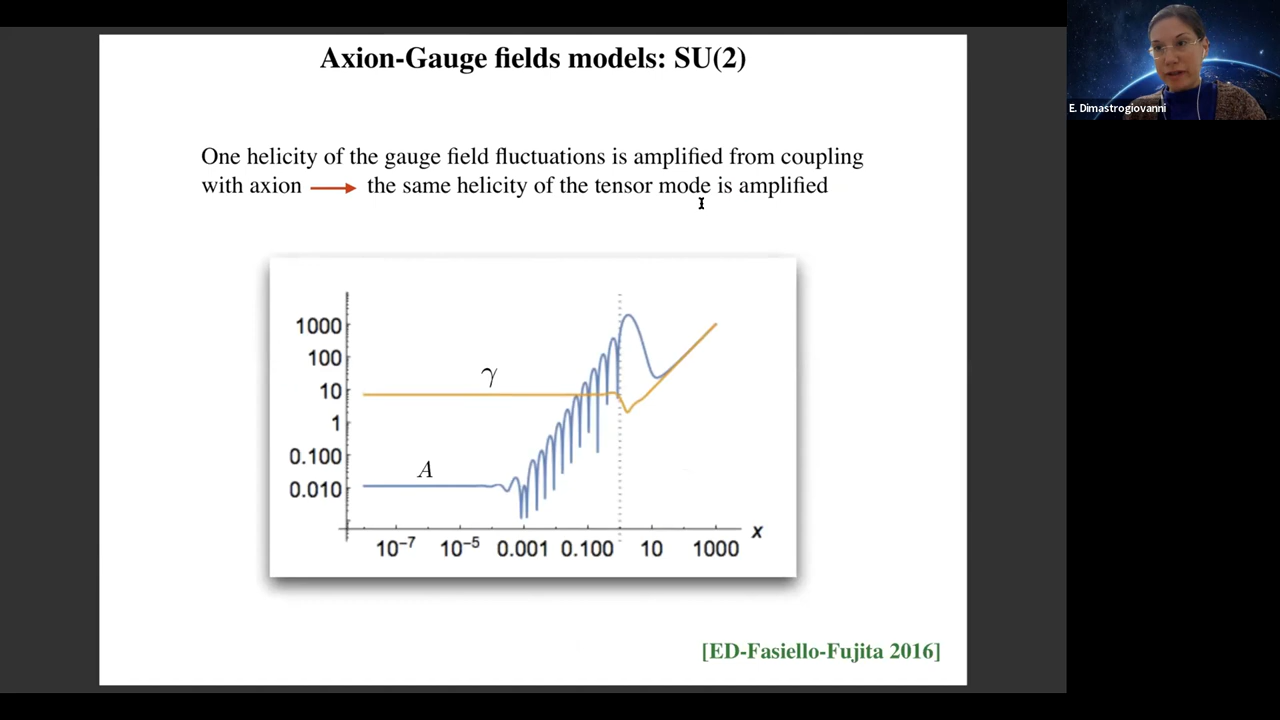 Axion-Gauge fields models: SU(2)
E. Dimastrogiovanni
One helicity of the gauge field fluctuations is amplified from coupling
with axion → the same helicity of the tensor mode is amplified
1000
100
10
1
0.100
0.010
γ
A
10⁻⁷ 10⁻⁵ 0.001 0.100 10 1000 x
[ED-Fasiello-Fujita 2016]